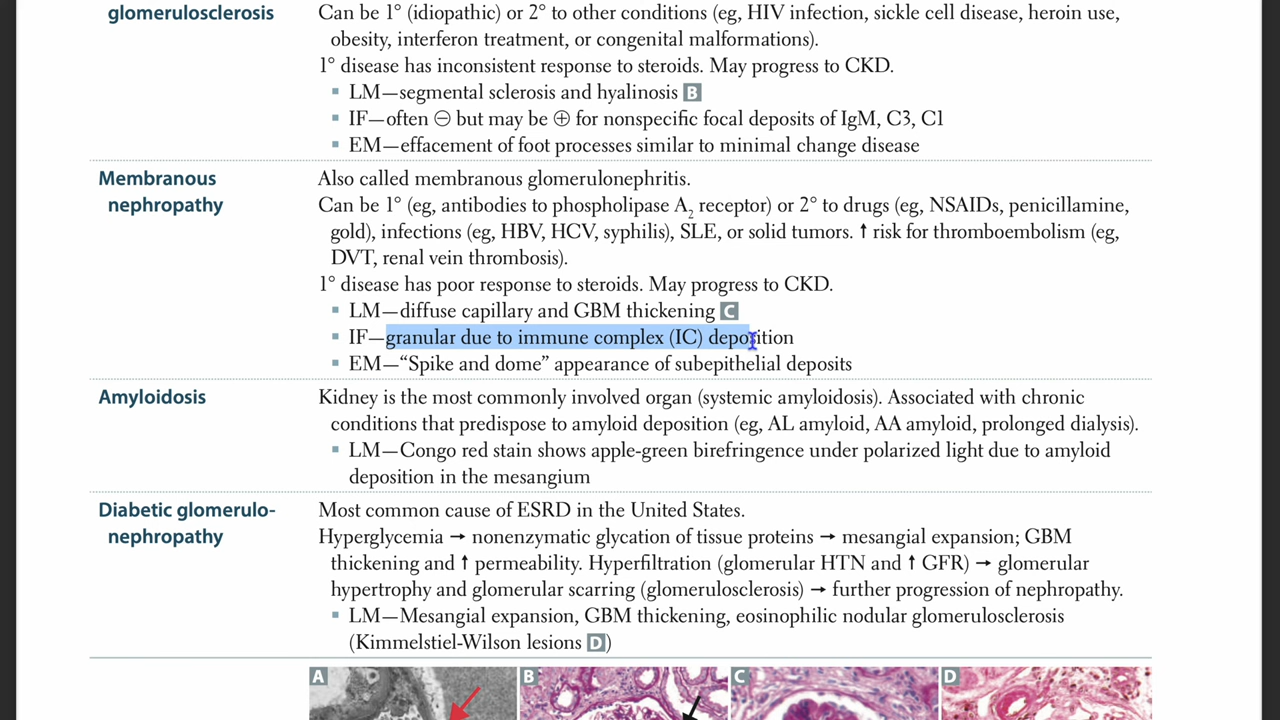 glomerulosclerosis
Can be 1° (idiopathic) or 2° to other conditions (eg, HIV infection, sickle cell disease, heroin use,
obesity, interferon treatment, or congenital malformations).
1° disease has inconsistent response to steroids. May progress to CKD.
▪ LM—segmental sclerosis and hyalinosis B
▪ IF—often ⊖ but may be ⊕ for nonspecific focal deposits of IgM, C3, C1
▪ EM—effacement of foot processes similar to minimal change disease
Membranous
nephropathy
Also called membranous glomerulonephritis.
Can be 1° (eg, antibodies to phospholipase A₂ receptor) or 2° to drugs (eg, NSAIDs, penicillamine,
gold), infections (eg, HBV, HCV, syphilis), SLE, or solid tumors. ↑ risk for thromboembolism (eg,
DVT, renal vein thrombosis).
1° disease has poor response to steroids. May progress to CKD.
▪ LM—diffuse capillary and GBM thickening C
▪ IF—granular due to immune complex (IC) deposition
▪ EM—“Spike and dome” appearance of subepithelial deposits
Amyloidosis
Kidney is the most commonly involved organ (systemic amyloidosis). Associated with chronic
conditions that predispose to amyloid deposition (eg, AL amyloid, AA amyloid, prolonged dialysis).
▪ LM—Congo red stain shows apple-green birefringence under polarized light due to amyloid
deposition in the mesangium
Diabetic glomerulo-
nephropathy
Most common cause of ESRD in the United States.
Hyperglycemia → nonenzymatic glycation of tissue proteins → mesangial expansion; GBM
thickening and ↑ permeability. Hyperfiltration (glomerular HTN and ↑ GFR) → glomerular
hypertrophy and glomerular scarring (glomerulosclerosis) → further progression of nephropathy.
▪ LM—Mesangial expansion, GBM thickening, eosinophilic nodular glomerulosclerosis
(Kimmelstiel-Wilson lesions D)
A B C D